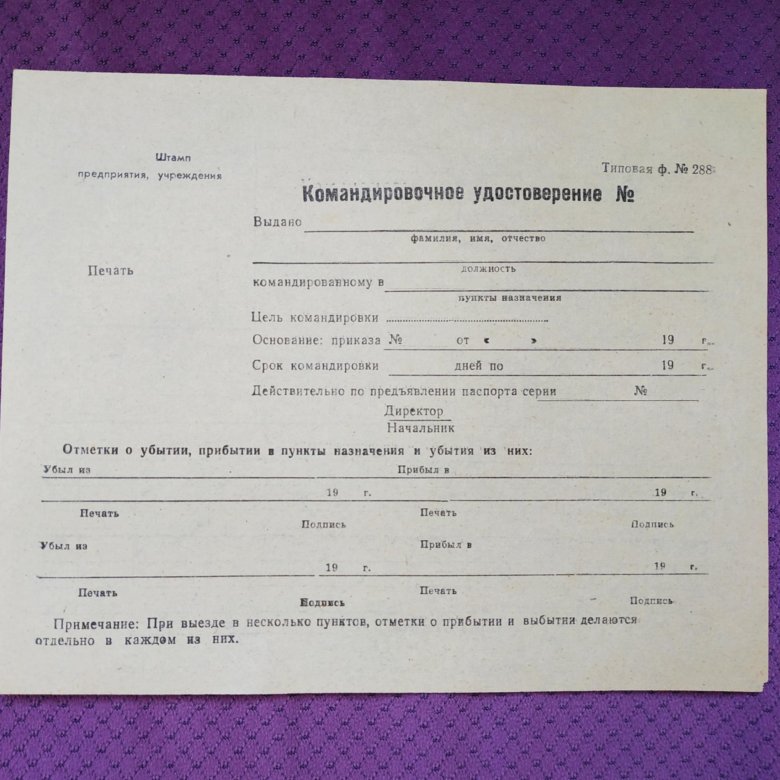 Штамп
предприятия, учреждения
Типовая ф. № 288
Командировочное удостоверение №
Выдано
фамилия, имя, отчество
Печать
должность
командированному в
пункты назначения
Цель командировки
Основание: приказа № от « » 19 г.
Срок командировки дней по 19 г.
Действительно по предъявлении паспорта серии №
Директор
Начальник
Отметки о убытии, прибытии в пункты назначения и убытия из них:
Убыл из Прибыл в
19 г. 19 г.
Печать Печать
Подпись Подпись
Убыл из Прибыл в
19 г. 19 г.
Печать Печать
Подпись Подпись
Примечание: При выезде в несколько пунктов, отметки о прибытии и выбытии делаются
отдельно в каждом из них.